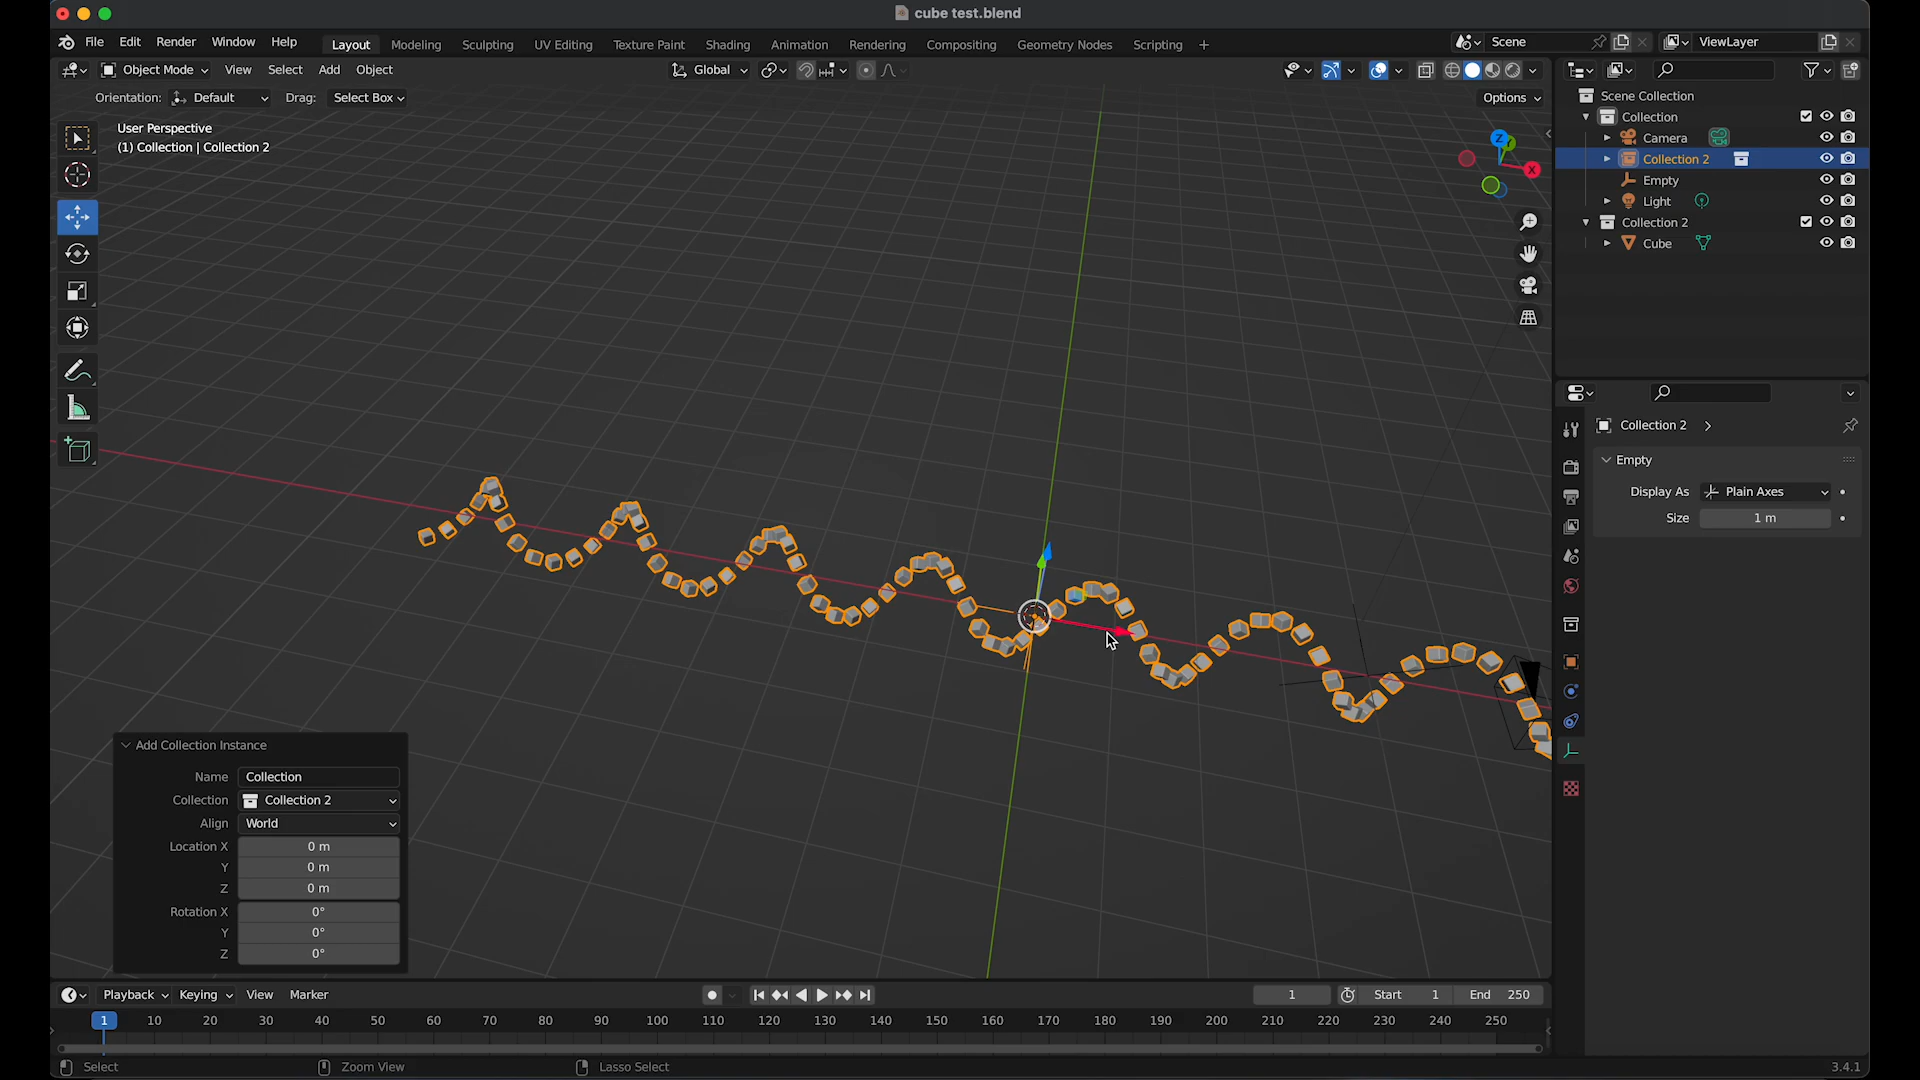 cube test.blend
File Edit Render Window Help Layout Modeling Sculpting UV Editing Texture Paint Shading Animation Rendering Compositing Geometry Nodes Scripting + Scene ViewLayer
Object Mode View Select Add Object Global
Orientation: Default Drag: Select Box Options
User Perspective
(1) Collection | Collection 2
Z
X
Scene Collection
Collection
Camera
Collection 2
Empty
Light
Collection 2
Cube
Collection 2
Empty
Display As Plain Axes
Size 1 m
Add Collection Instance
Name Collection
Collection Collection 2
Align World
Location X 0 m
Y 0 m
Z 0 m
Rotation X 0°
Y 0°
Z 0°
Playback Keying View Marker 1 Start 1 End 250
1 10 20 30 40 50 60 70 80 90 100 110 120 130 140 150 160 170 180 190 200 210 220 230 240 250
Select Zoom View Lasso Select 3.4.1